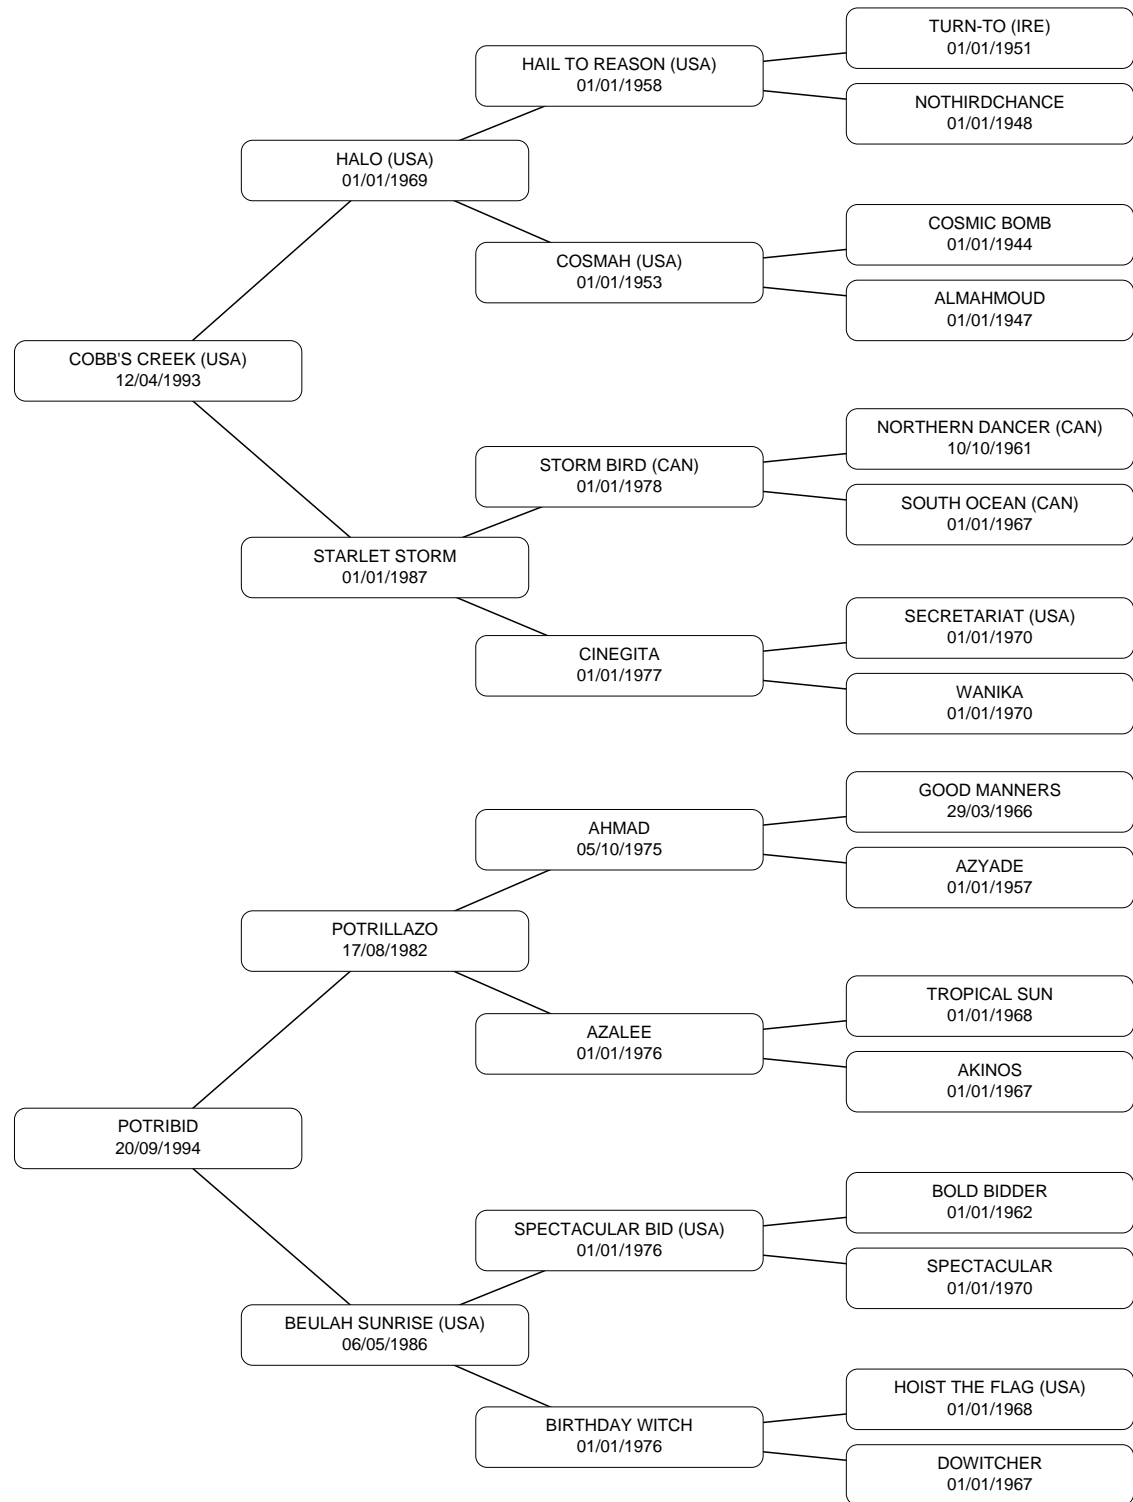 TURN-TO (IRE)
01/01/1951
HAIL TO REASON (USA)
01/01/1958
NOTHIRDCHANCE
01/01/1948
HALO (USA)
01/01/1969
COSMIC BOMB
01/01/1944
COSMAH (USA)
01/01/1953
ALMAHMOUD
01/01/1947
COBB'S CREEK (USA)
12/04/1993
NORTHERN DANCER (CAN)
10/10/1961
STORM BIRD (CAN)
01/01/1978
SOUTH OCEAN (CAN)
01/01/1967
STARLET STORM
01/01/1987
SECRETARIAT (USA)
01/01/1970
CINEGITA
01/01/1977
WANIKA
01/01/1970
GOOD MANNERS
29/03/1966
AHMAD
05/10/1975
AZYADE
01/01/1957
POTRILLAZO
17/08/1982
TROPICAL SUN
01/01/1968
AZALEE
01/01/1976
AKINOS
01/01/1967
POTRIBID
20/09/1994
BOLD BIDDER
01/01/1962
SPECTACULAR BID (USA)
01/01/1976
SPECTACULAR
01/01/1970
BEULAH SUNRISE (USA)
06/05/1986
HOIST THE FLAG (USA)
01/01/1968
BIRTHDAY WITCH
01/01/1976
DOWITCHER
01/01/1967